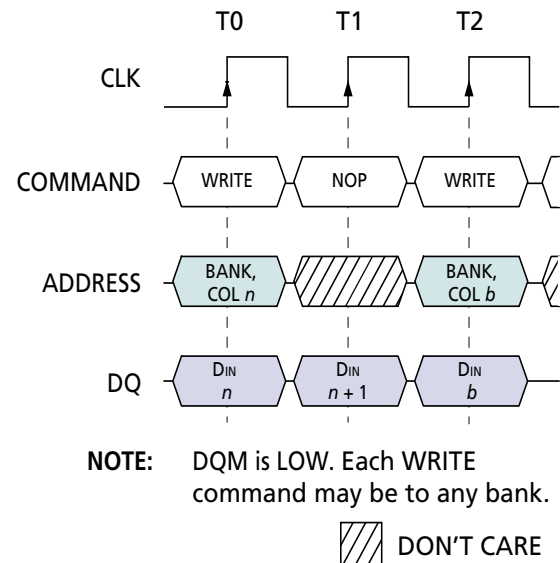 T0 T1 T2
CLK
COMMAND WRITE NOP WRITE
ADDRESS BANK, COL n BANK, COL b
DQ DIN n DIN n + 1 DIN b
NOTE: DQM is LOW. Each WRITE
command may be to any bank.
DON'T CARE